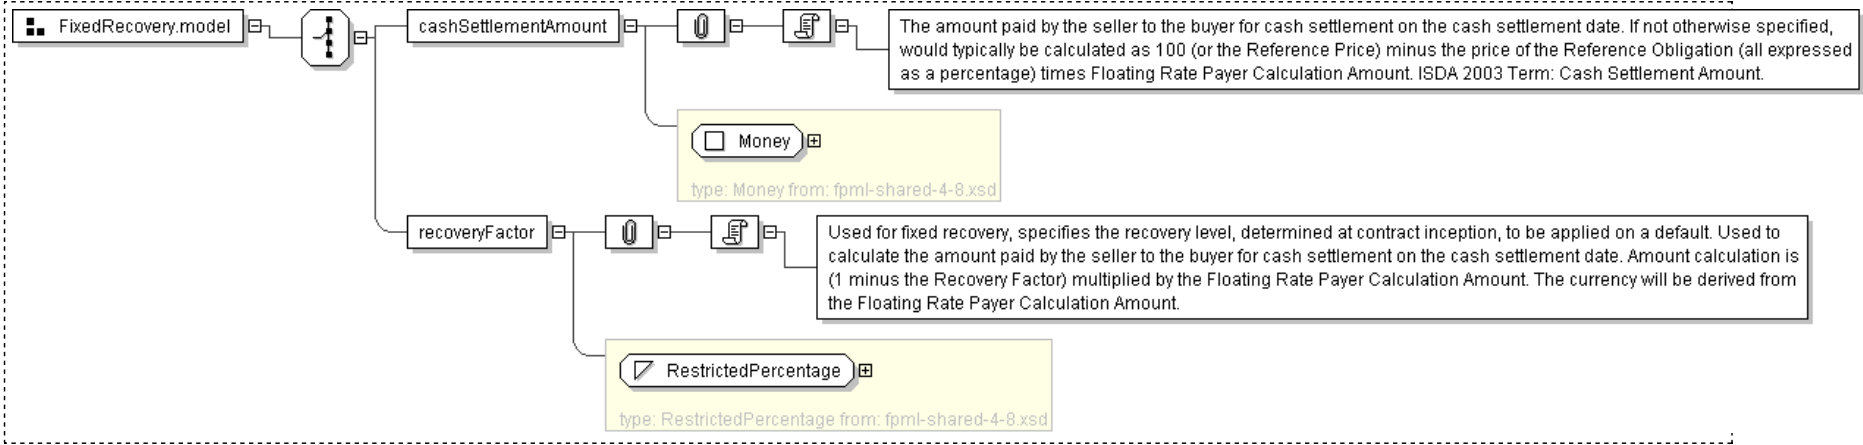 FixedRecovery.model
cashSettlementAmount
The amount paid by the seller to the buyer for cash settlement on the cash settlement date. If not otherwise specified,
would typically be calculated as 100 (or the Reference Price) minus the price of the Reference Obligation (all expressed
as a percentage) times Floating Rate Payer Calculation Amount. ISDA 2003 Term: Cash Settlement Amount.
Money
type: Money from: fpml-shared-4-8.xsd
recoveryFactor
Used for fixed recovery, specifies the recovery level, determined at contract inception, to be applied on a default. Used to
calculate the amount paid by the seller to the buyer for cash settlement on the cash settlement date. Amount calculation is
(1 minus the Recovery Factor) multiplied by the Floating Rate Payer Calculation Amount. The currency will be derived from
the Floating Rate Payer Calculation Amount.
RestrictedPercentage
type: RestrictedPercentage from: fpml-shared-4-8.xsd